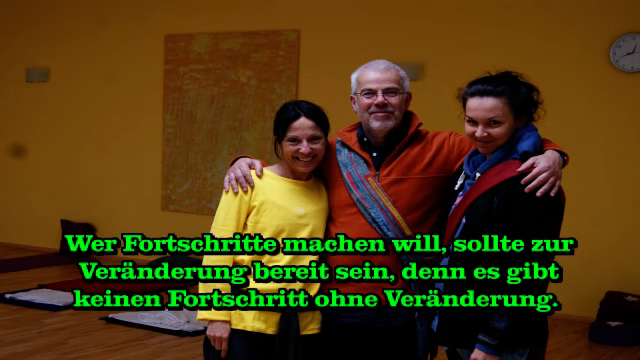 Wer Fortschritte machen will, sollte zur
Veränderung bereit sein, denn es gibt
keinen Fortschritt ohne Veränderung.